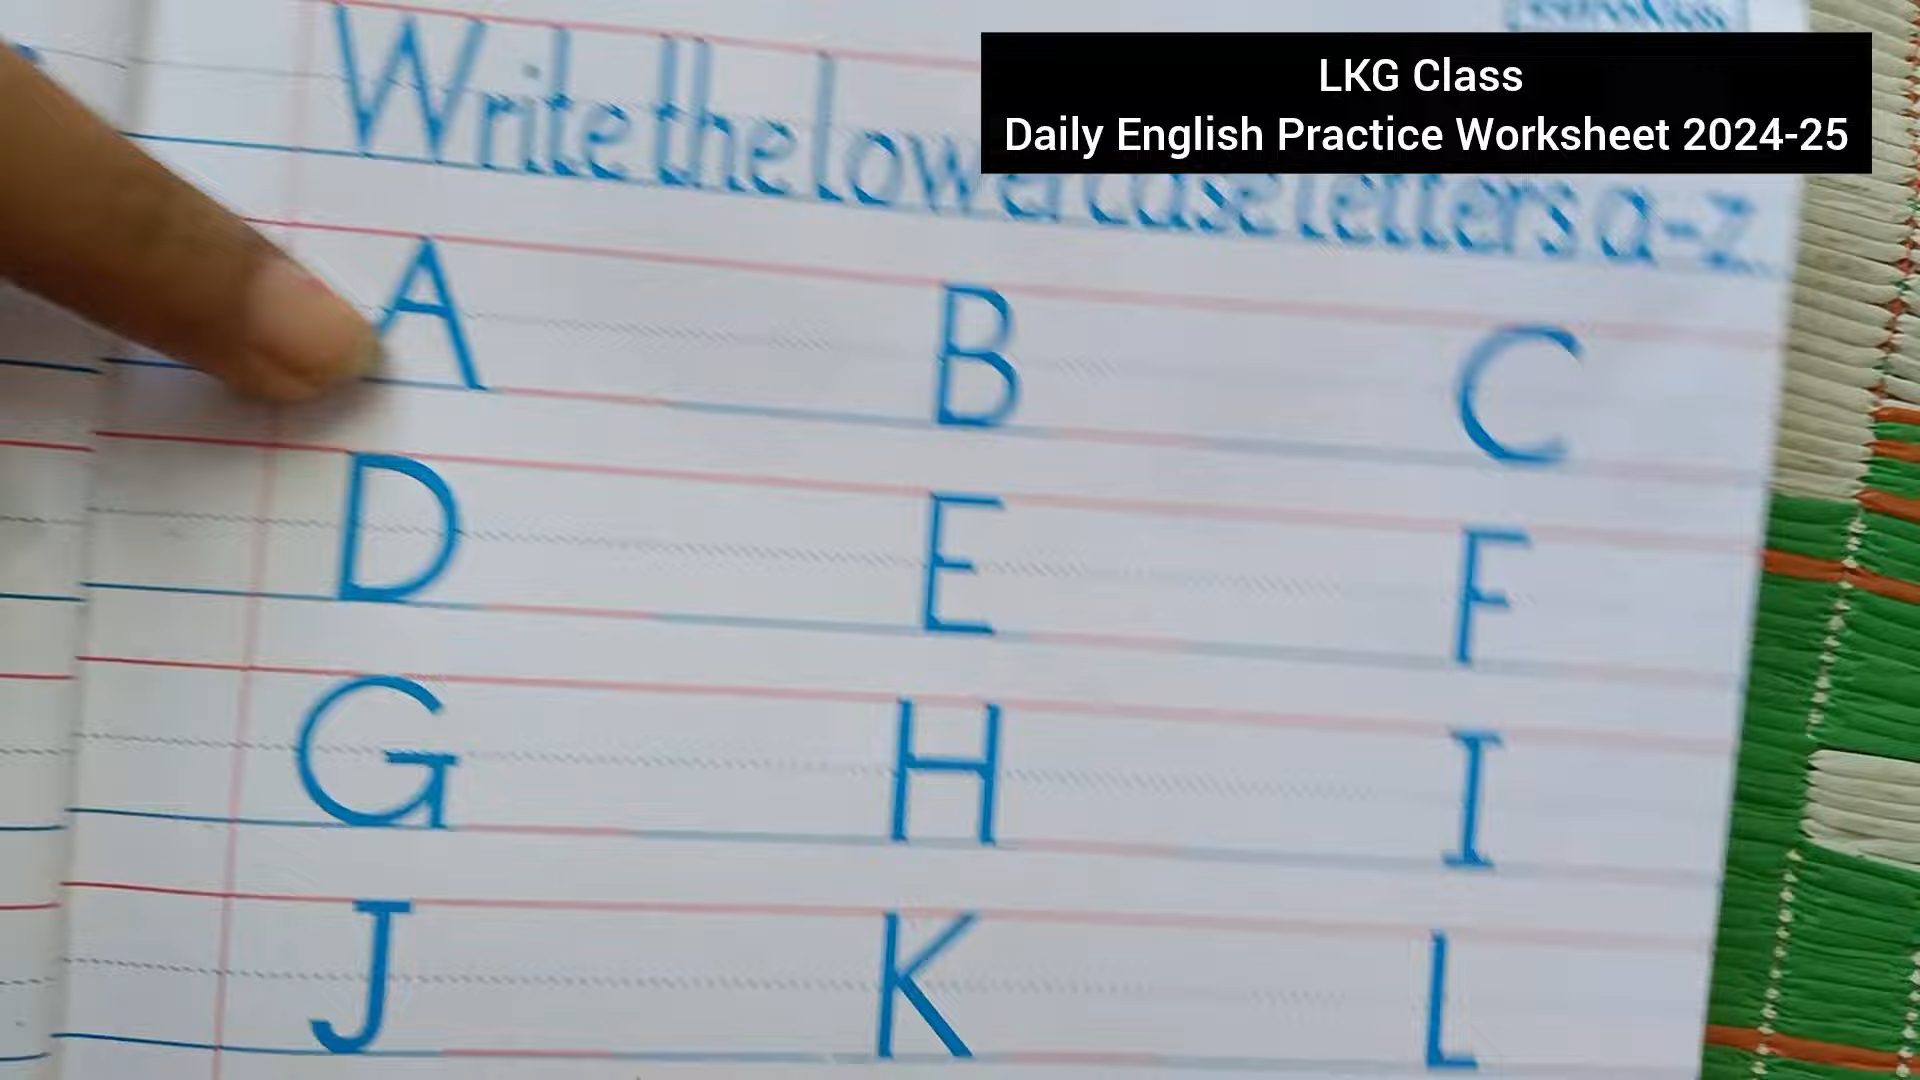 LKG Class
Daily English Practice Worksheet 2024-25
Write the lowercase letters a-z.
A B C
D E F
G H I
J K L